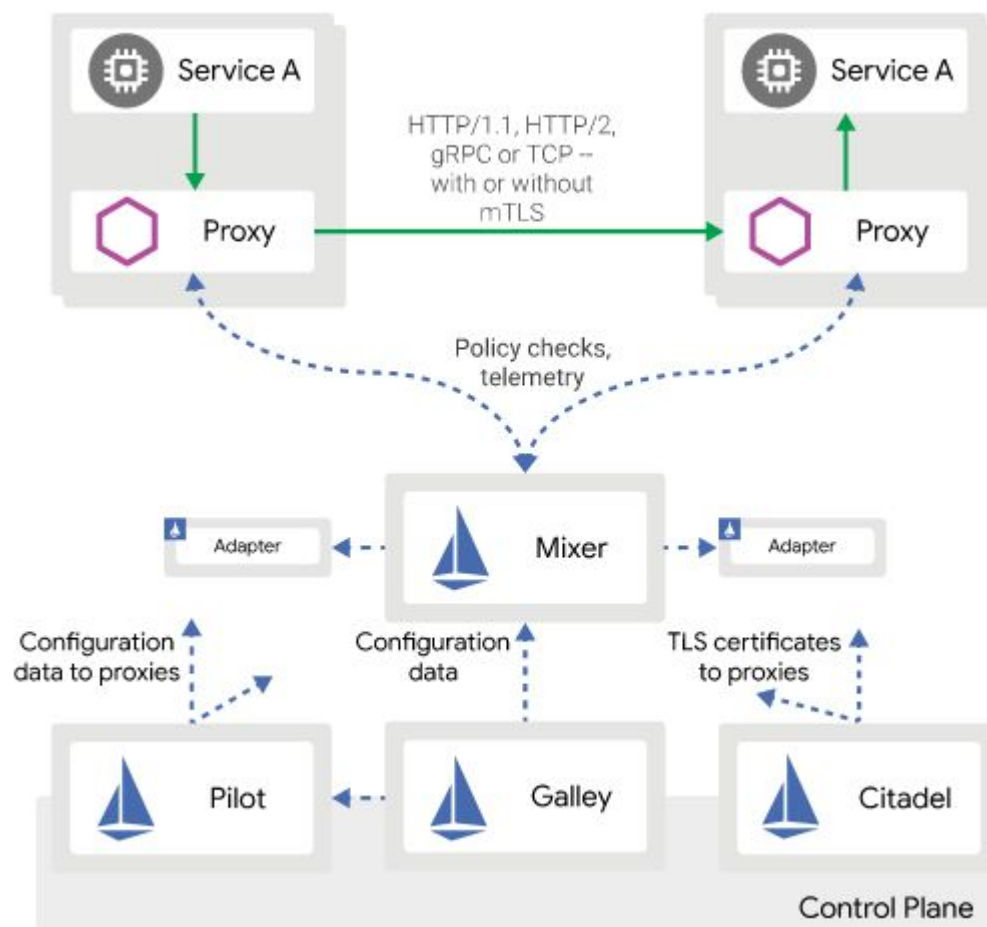 Service A
Service A
HTTP/1.1, HTTP/2,
gRPC or TCP --
with or without
mTLS
Proxy
Proxy
Policy checks,
telemetry
Adapter
Mixer
Adapter
Configuration
data to proxies
Configuration
data
TLS certificates
to proxies
Pilot
Galley
Citadel
Control Plane